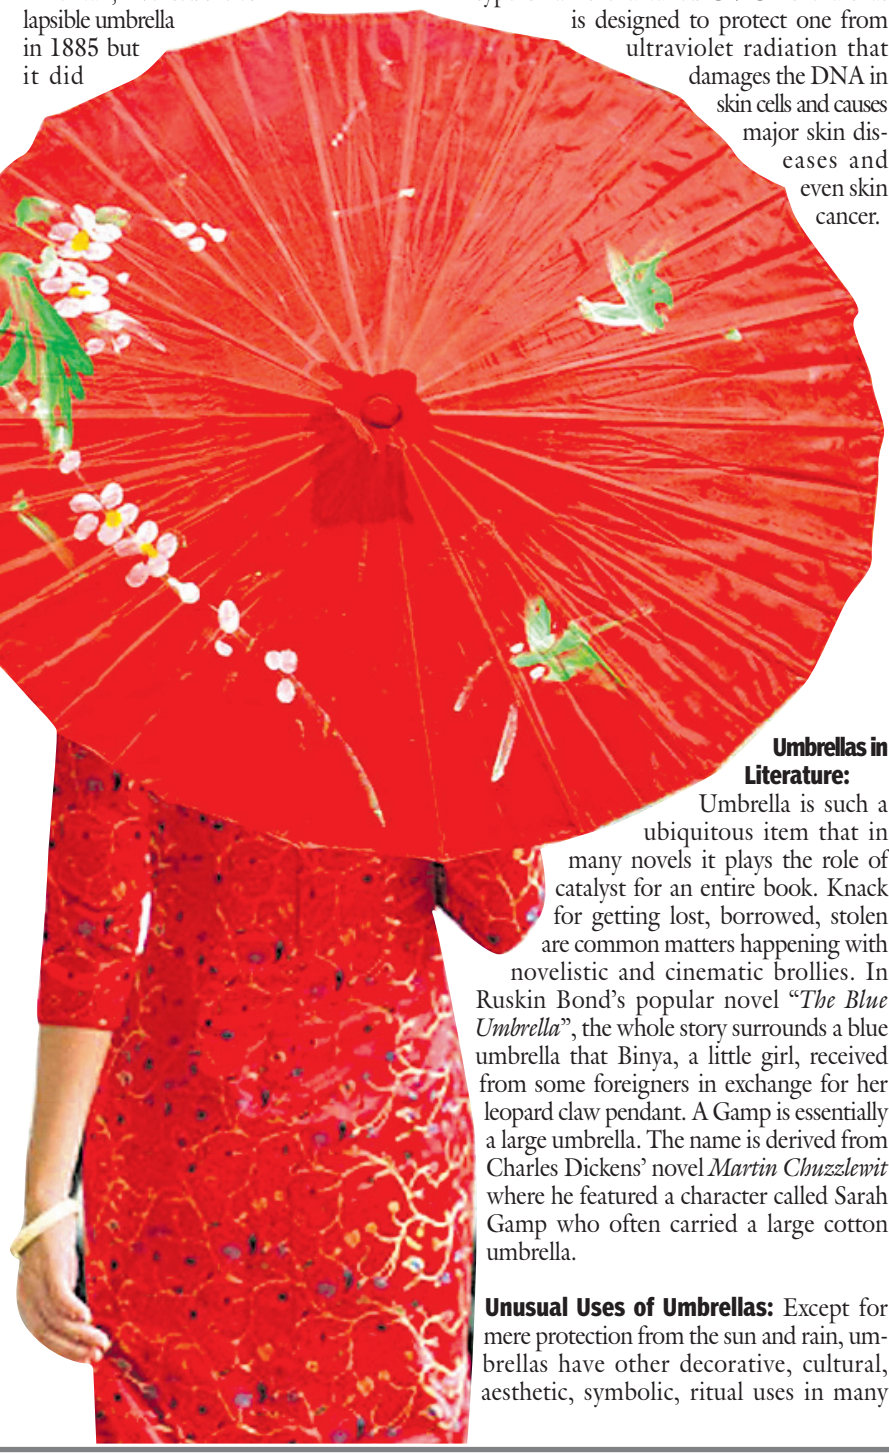 lapsible umbrella
in 1885 but
it did
is designed to protect one from
ultraviolet radiation that
damages the DNA in
skin cells and causes
major skin dis-
eases and
even skin
cancer.
Umbrellas in
Literature:
Umbrella is such a
ubiquitous item that in
many novels it plays the role of
catalyst for an entire book. Knack
for getting lost, borrowed, stolen
are common matters happening with
novelistic and cinematic brollies. In
Ruskin Bond’s popular novel “The Blue
Umbrella”, the whole story surrounds a blue
umbrella that Binya, a little girl, received
from some foreigners in exchange for her
leopard claw pendant. A Gamp is essentially
a large umbrella. The name is derived from
Charles Dickens’ novel Martin Chuzzlewit
where he featured a character called Sarah
Gamp who often carried a large cotton
umbrella.
Unusual Uses of Umbrellas: Except for
mere protection from the sun and rain, um-
brellas have other decorative, cultural,
aesthetic, symbolic, ritual uses in many